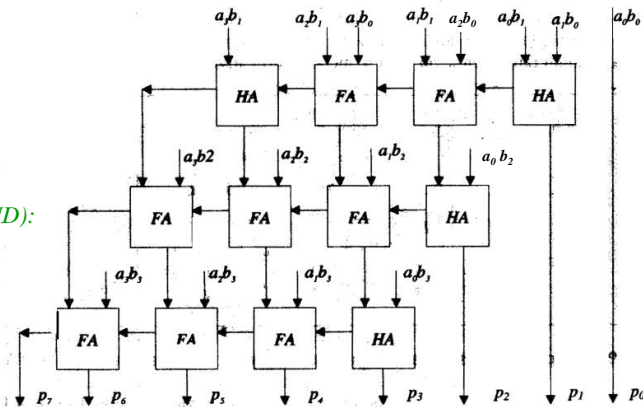 a₃b₁ a₂b₁ a₃b₀ a₁b₁ a₂b₀ a₀b₁ a₁b₀ a₀b₀
HA FA FA HA
a₃b2 a₂b₂ a₁b₂ a₀ b₂
D):
FA FA FA HA
a₃b₃ a₂b₃ a₁b₃ a₀b₃
FA FA FA HA
p₇ p₆ p₅ p₄ p₃ p₂ p₁ p₀